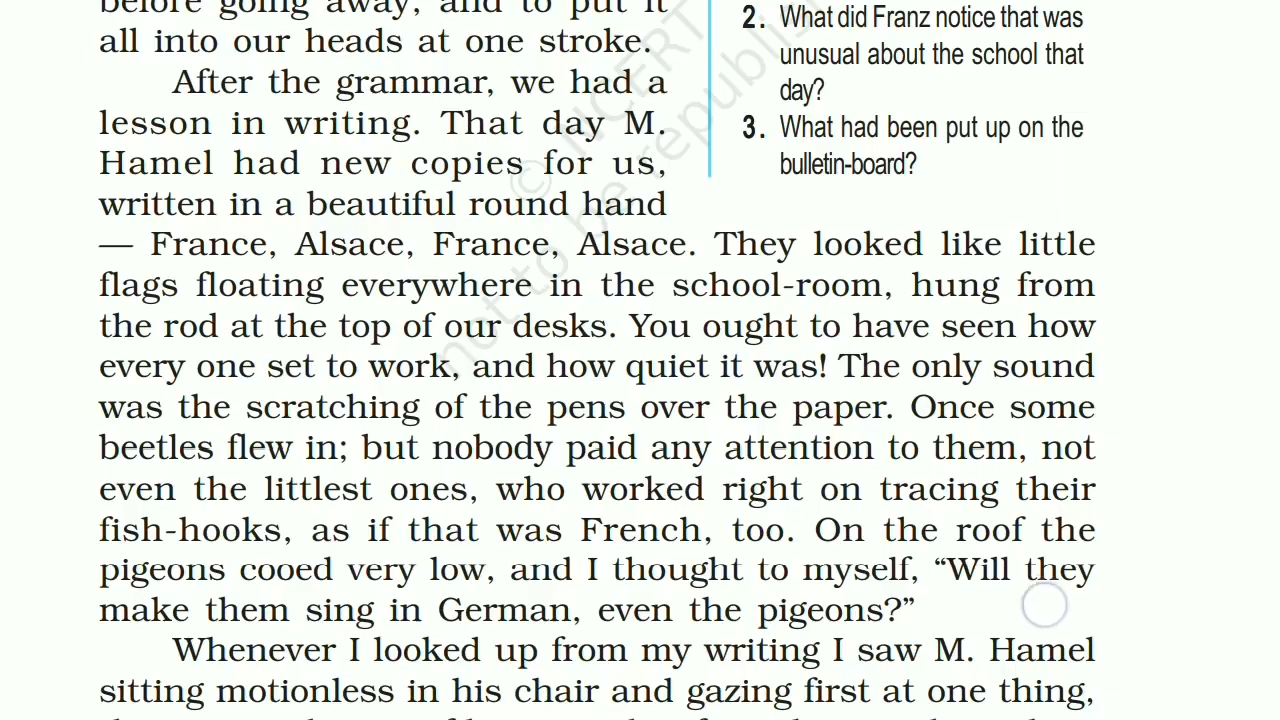 before going away, and to put it
all into our heads at one stroke.
After the grammar, we had a
lesson in writing. That day M.
Hamel had new copies for us,
written in a beautiful round hand
— France, Alsace, France, Alsace. They looked like little
flags floating everywhere in the school-room, hung from
the rod at the top of our desks. You ought to have seen how
every one set to work, and how quiet it was! The only sound
was the scratching of the pens over the paper. Once some
beetles flew in; but nobody paid any attention to them, not
even the littlest ones, who worked right on tracing their
fish-hooks, as if that was French, too. On the roof the
pigeons cooed very low, and I thought to myself, “Will they
make them sing in German, even the pigeons?”
Whenever I looked up from my writing I saw M. Hamel
sitting motionless in his chair and gazing first at one thing,
2. What did Franz notice that was
unusual about the school that
day?
3. What had been put up on the
bulletin-board?
© NCERT
not to be republis